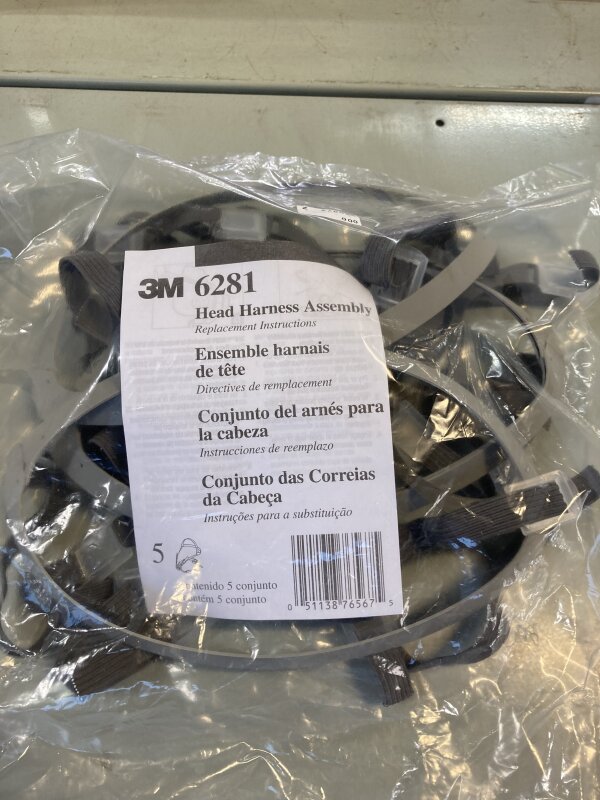 3M 6281
Head Harness Assembly
Replacement Instructions
Ensemble harnais
de tête
Directives de remplacement
Conjunto del arnés para
la cabeza
Instrucciones de reemplazo
Conjunto das Correias
da Cabeça
Instruções para a substituição
5
5 conjunto
5 conjunto
0 51138 76567 5